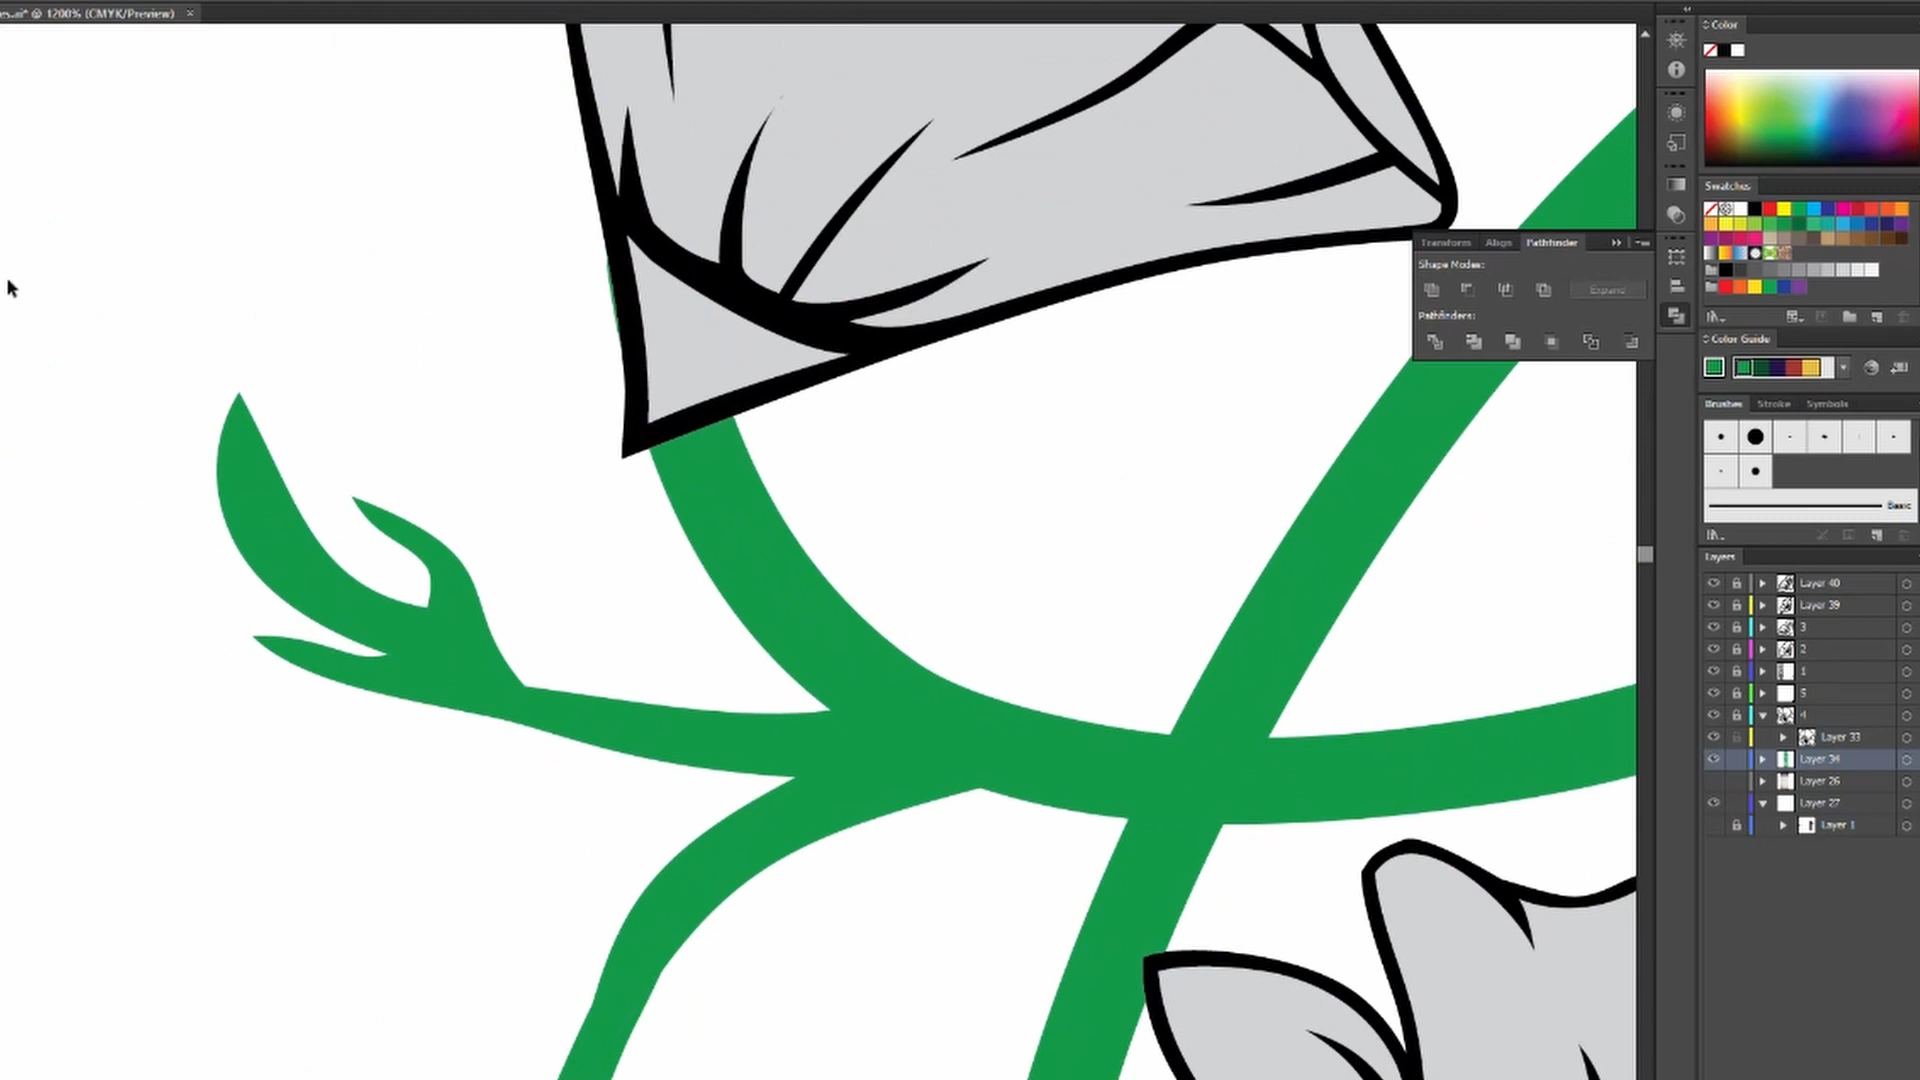 es.ai* @ 1200% (CMYK/Preview) ×
Color
Swatches
Transform Align Pathfinder
Shape Modes:
Expand
Pathfinders:
Color Guide
Brushes Stroke Symbols
Basic
Layers
Layer 40
Layer 39
3
2
1
5
4
Layer 33
Layer 34
Layer 26
Layer 27
Layer 1